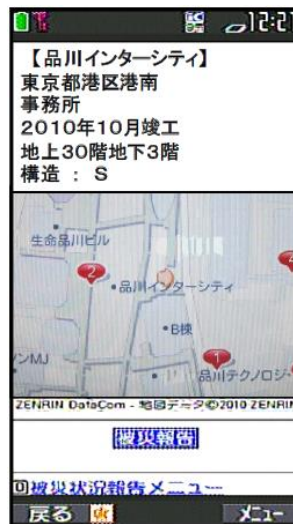 12:27
【品川インターシティ】
東京都港区港南
事務所
2010年10月竣工
地上30階地下3階
構造 : S
生命品川ビル
2
・品川インターシティ
・B棟
ンMJ
1
品川テクノロジ・
ZENRIN DataCom - 地図データ©2010 ZENRIN
被災報告
0被災状況報告メニュー
戻る
メニュー